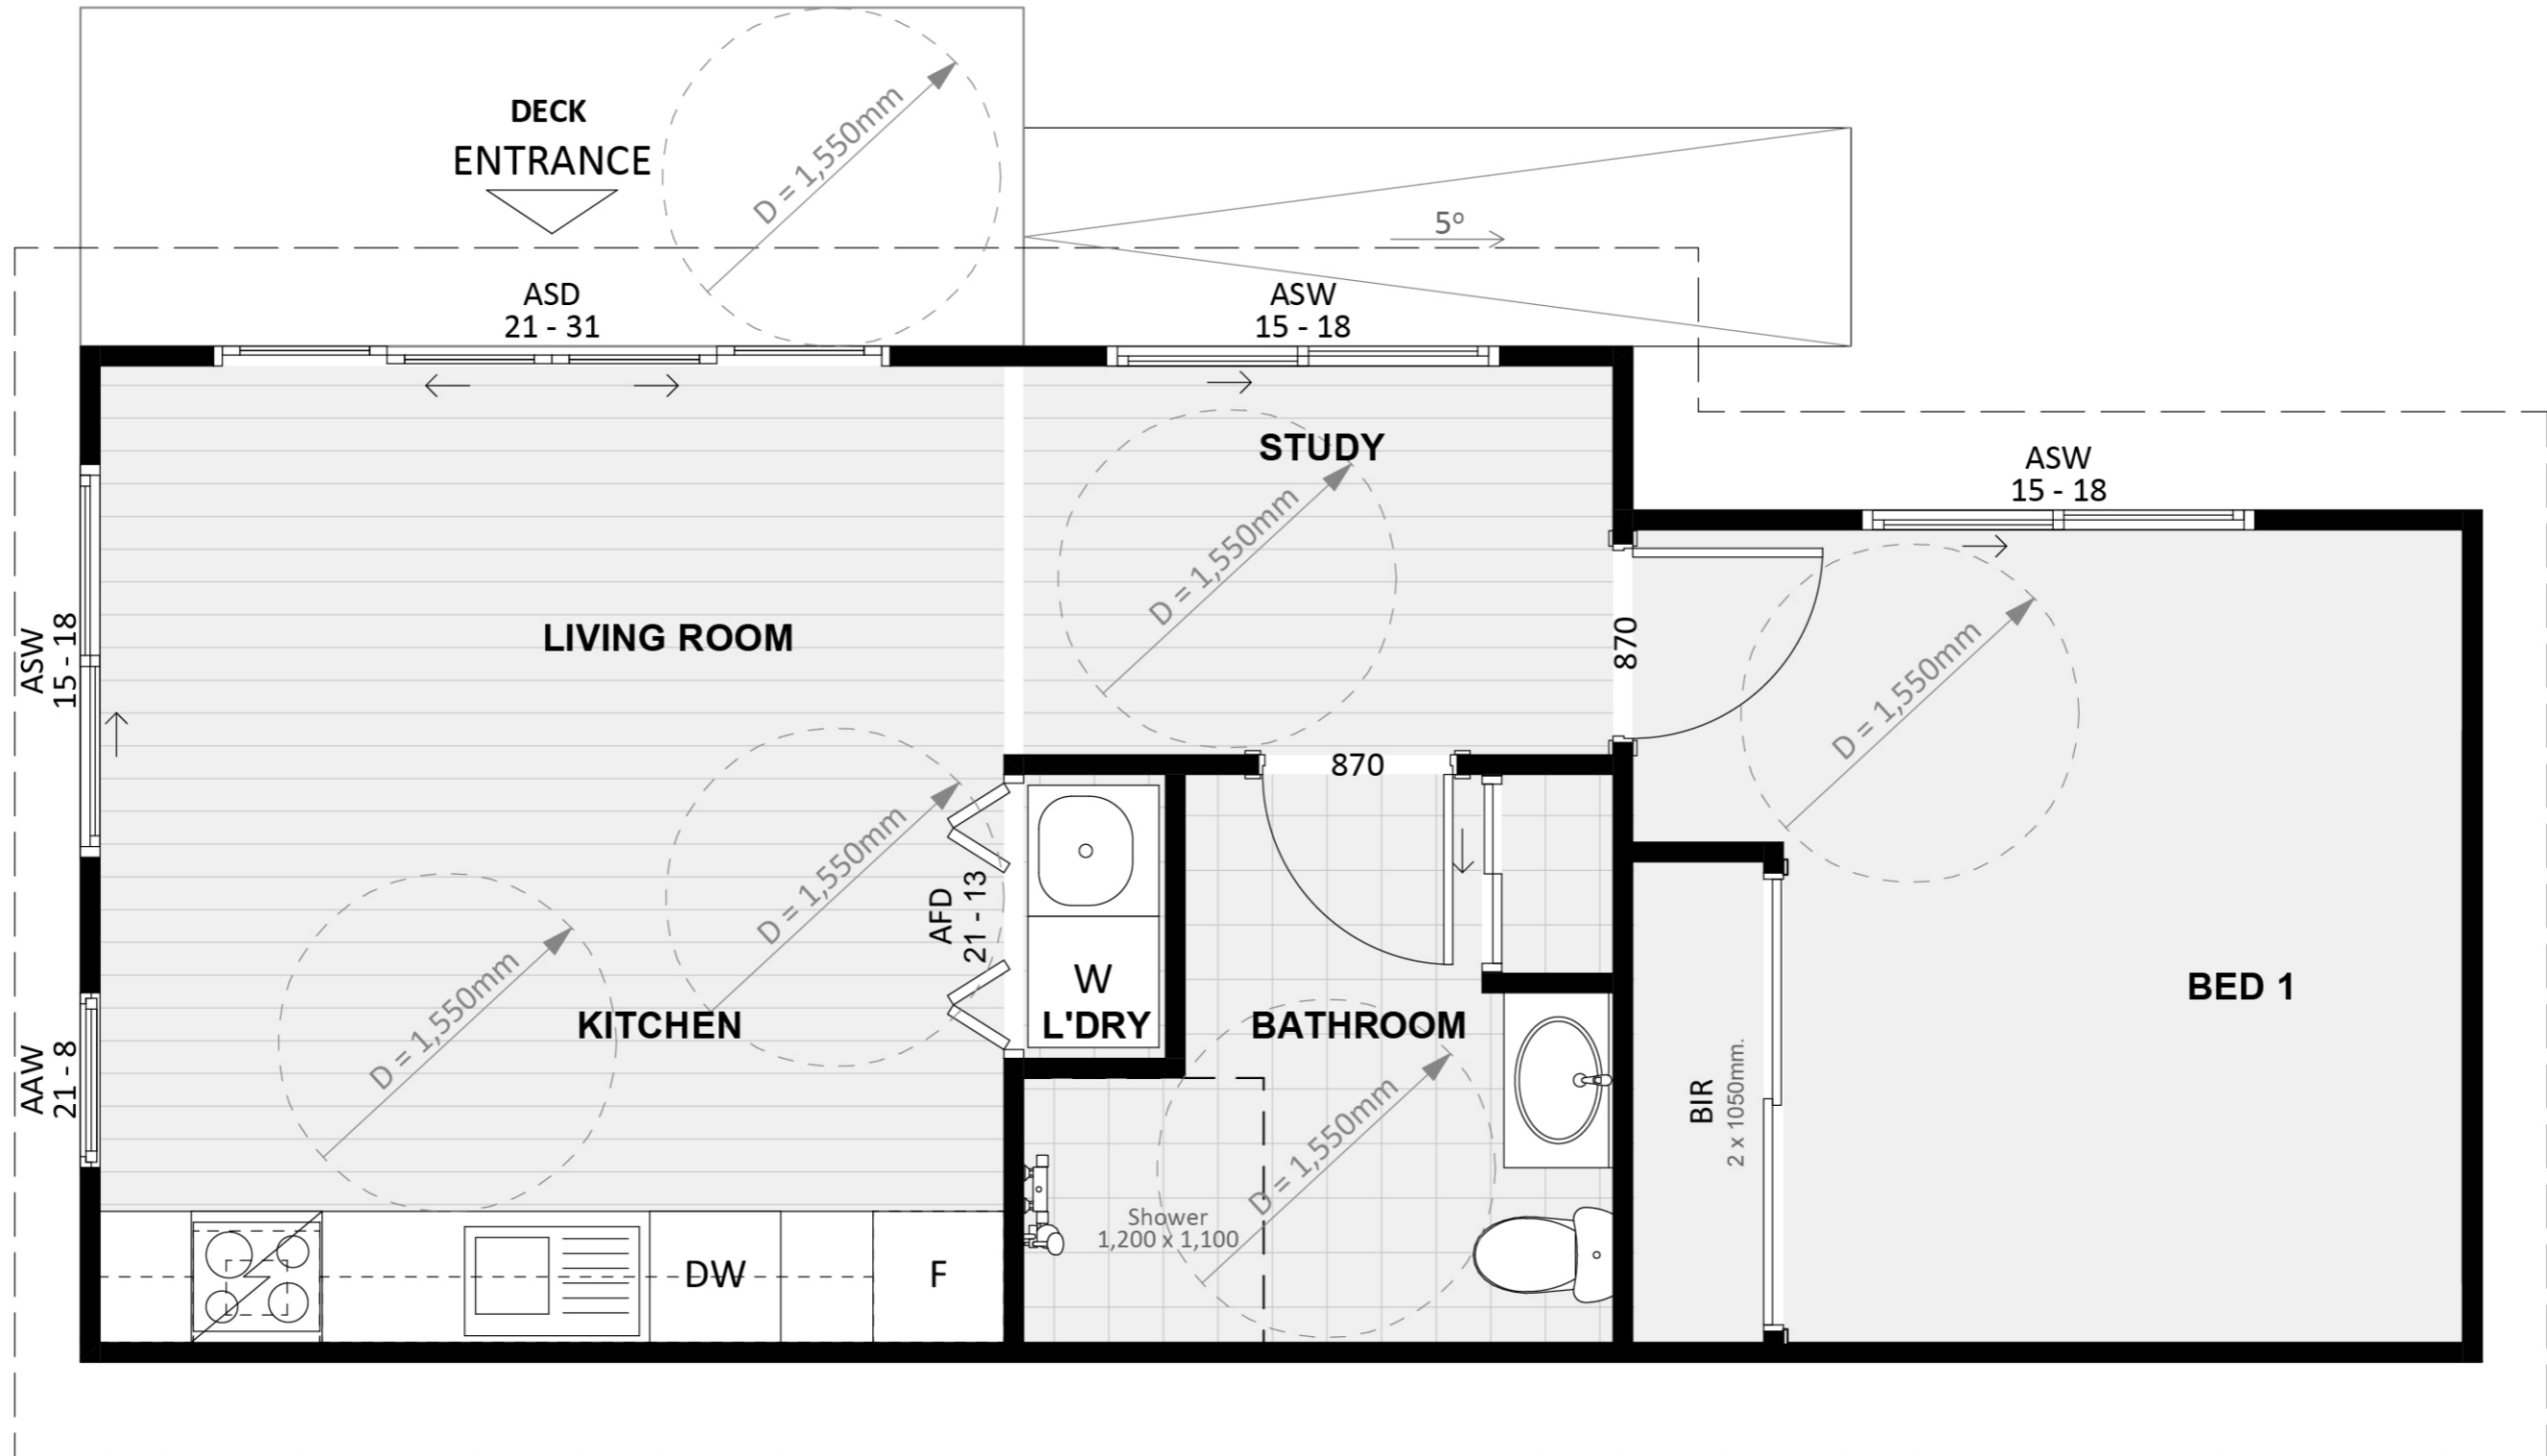 DECK
ENTRANCE
D = 1,550mm
5º
ASD
21 - 31
ASW
15 - 18
STUDY
D = 1,550mm
ASW
15 - 18
LIVING ROOM
ASW
15 - 18
870
D = 1,550mm
870
D = 1,550mm
AFD
21 - 13
W
L'DRY
KITCHEN
D = 1,550mm
AAW
21 - 8
BATHROOM
D = 1,550mm
BED 1
BIR
2 x 1050mm.
Shower
1,200 x 1,100
DW
F